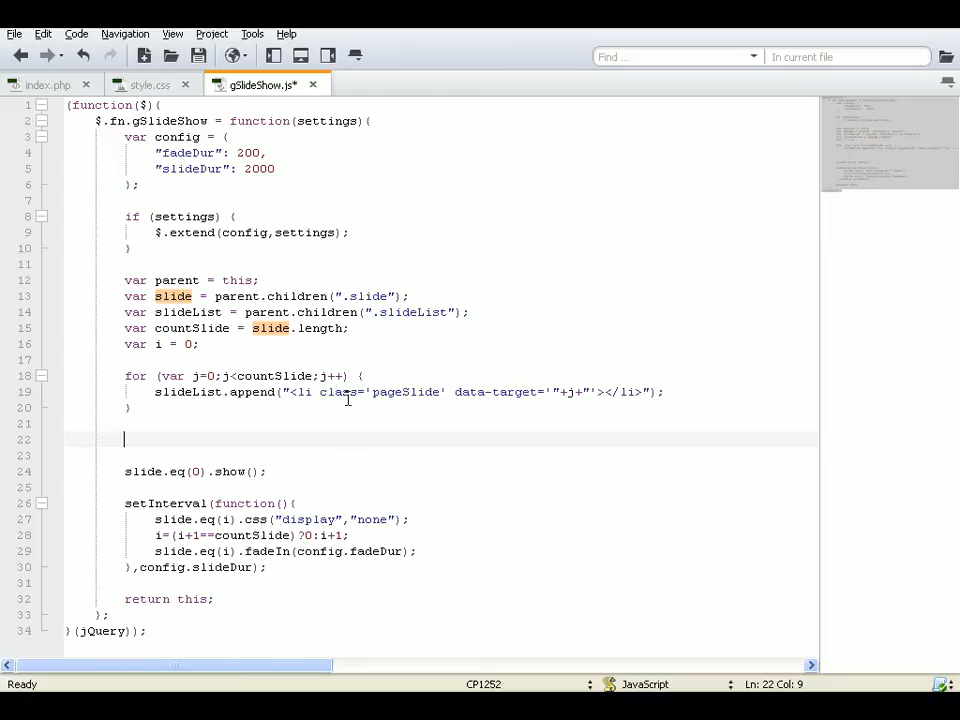 File Edit Code Navigation View Project Tools Help
Find ... In current file
index.php style.css gSlideShow.js*
1 (function($){
2 $.fn.gSlideShow = function(settings){
3 var config = {
4 "fadeDur": 200,
5 "slideDur": 2000
6 };
7
8 if (settings) {
9 $.extend(config,settings);
10 }
11
12 var parent = this;
13 var slide = parent.children(".slide");
14 var slideList = parent.children(".slideList");
15 var countSlide = slide.length;
16 var i = 0;
17
18 for (var j=0;j<countSlide;j++) {
19 slideList.append("<li class='pageSlide' data-target='"+j+"'></li>");
20 }
21
22
23
24 slide.eq(0).show();
25
26 setInterval(function(){
27 slide.eq(i).css("display","none");
28 i=(i+1==countSlide)?0:i+1;
29 slide.eq(i).fadeIn(config.fadeDur);
30 },config.slideDur);
31
32 return this;
33 };
34 }(jQuery));
Ready CP1252 JavaScript Ln: 22 Col: 9